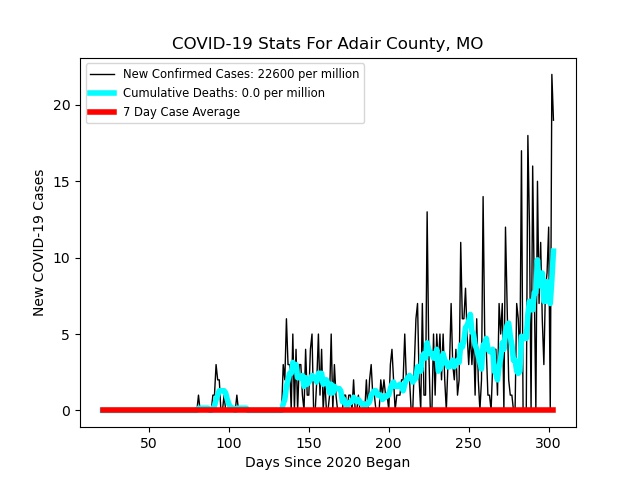 COVID-19 Stats For Adair County, MO
New Confirmed Cases: 22600 per million
Cumulative Deaths: 0.0 per million
7 Day Case Average
New COVID-19 Cases
20
15
10
5
0
50
100
150
200
250
300
Days Since 2020 Began